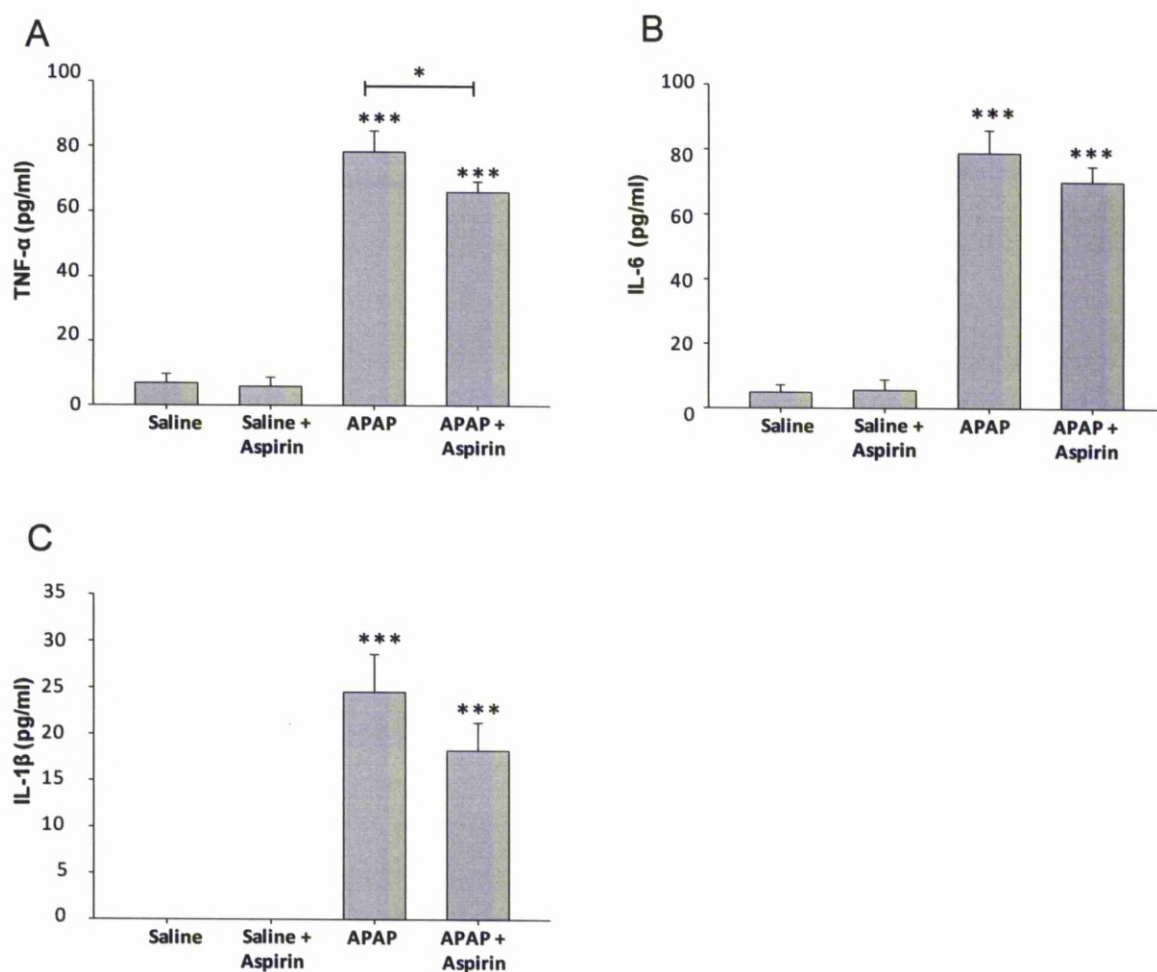 A
TNF-α (pg/ml)
100
80
60
40
20
0
*
***
***
Saline
Saline +
Aspirin
APAP
APAP +
Aspirin
B
IL-6 (pg/ml)
100
80
60
40
20
0
***
***
Saline
Saline +
Aspirin
APAP
APAP +
Aspirin
C
IL-1β (pg/ml)
35
30
25
20
15
10
5
0
***
***
Saline
Saline +
Aspirin
APAP
APAP +
Aspirin